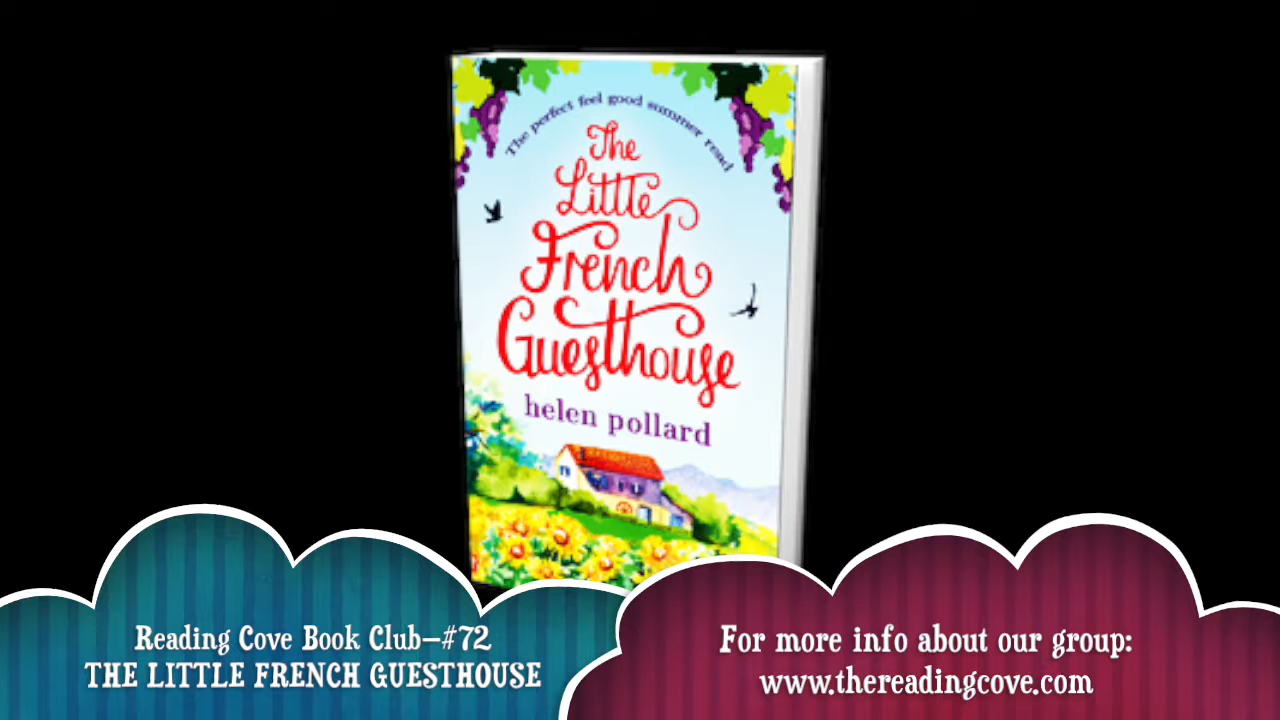 The perfect feel good summer read
The
Little
French
Guesthouse
helen pollard
Reading Cove Book Club–#72
THE LITTLE FRENCH GUESTHOUSE
For more info about our group:
www.thereadingcove.com